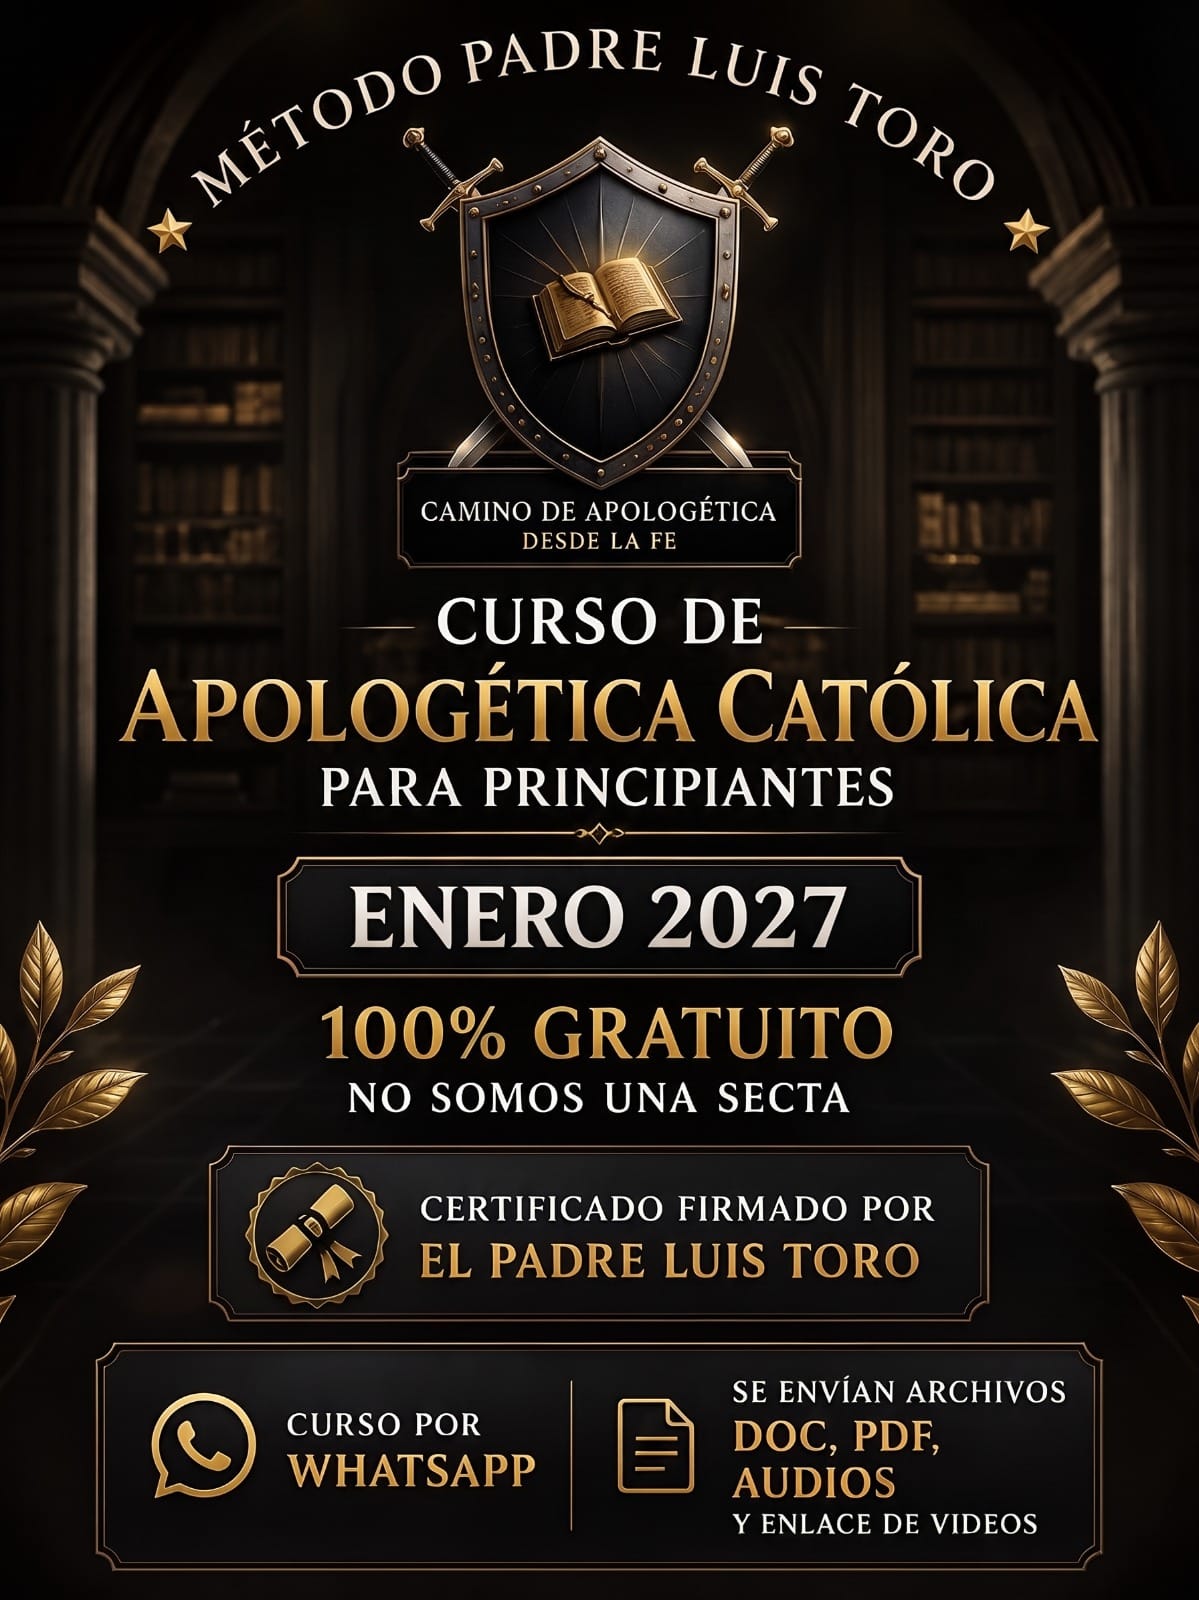 MÉTODO PADRE LUIS TORO
CAMINO DE APOLOGÉTICA
DESDE LA FE
CURSO DE
APOLOGÉTICA CATÓLICA
PARA PRINCIPIANTES
ENERO 2027
100% GRATUITO
NO SOMOS UNA SECTA
CERTIFICADO FIRMADO POR
EL PADRE LUIS TORO
CURSO POR
WHATSAPP
SE ENVÍAN ARCHIVOS
DOC, PDF,
AUDIOS
Y ENLACE DE VIDEOS